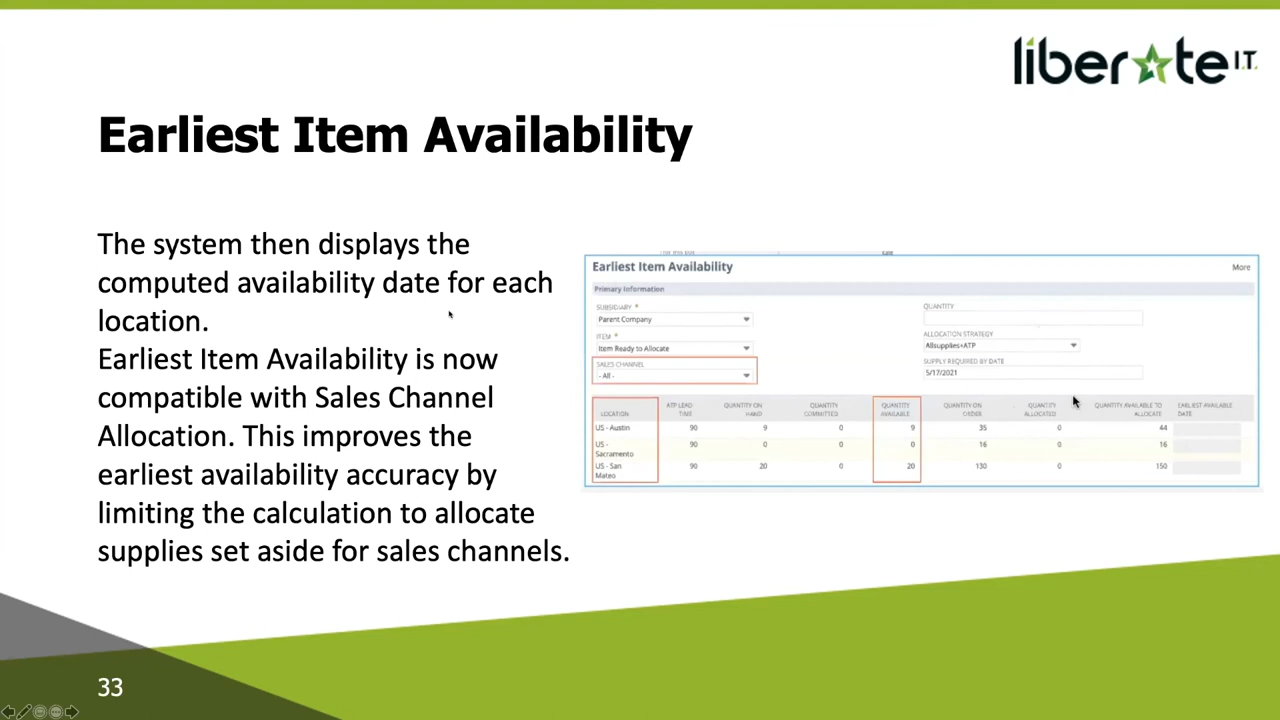 liberate I.T.
Earliest Item Availability
The system then displays the
computed availability date for each
location.
Earliest Item Availability is now
compatible with Sales Channel
Allocation. This improves the
earliest availability accuracy by
limiting the calculation to allocate
supplies set aside for sales channels.
Earliest Item Availability More
Primary Information
SUBSIDIARY *
Parent Company
ITEM *
Item Ready to Allocate
SALES CHANNEL
- All -
QUANTITY
ALLOCATION STRATEGY
Allsupplies+ATP
SUPPLY REQUIRED BY DATE
5/17/2021
LOCATION ATP LEAD TIME QUANTITY ON HAND QUANTITY COMMITTED QUANTITY AVAILABLE QUANTITY ON ORDER QUANTITY ALLOCATED QUANTITY AVAILABLE TO ALLOCATE EARLIEST AVAILABLE DATE
US - Austin 90 9 0 9 35 0 44
US - Sacramento 90 0 0 0 16 0 16
US - San Mateo 90 20 0 20 130 0 150
33